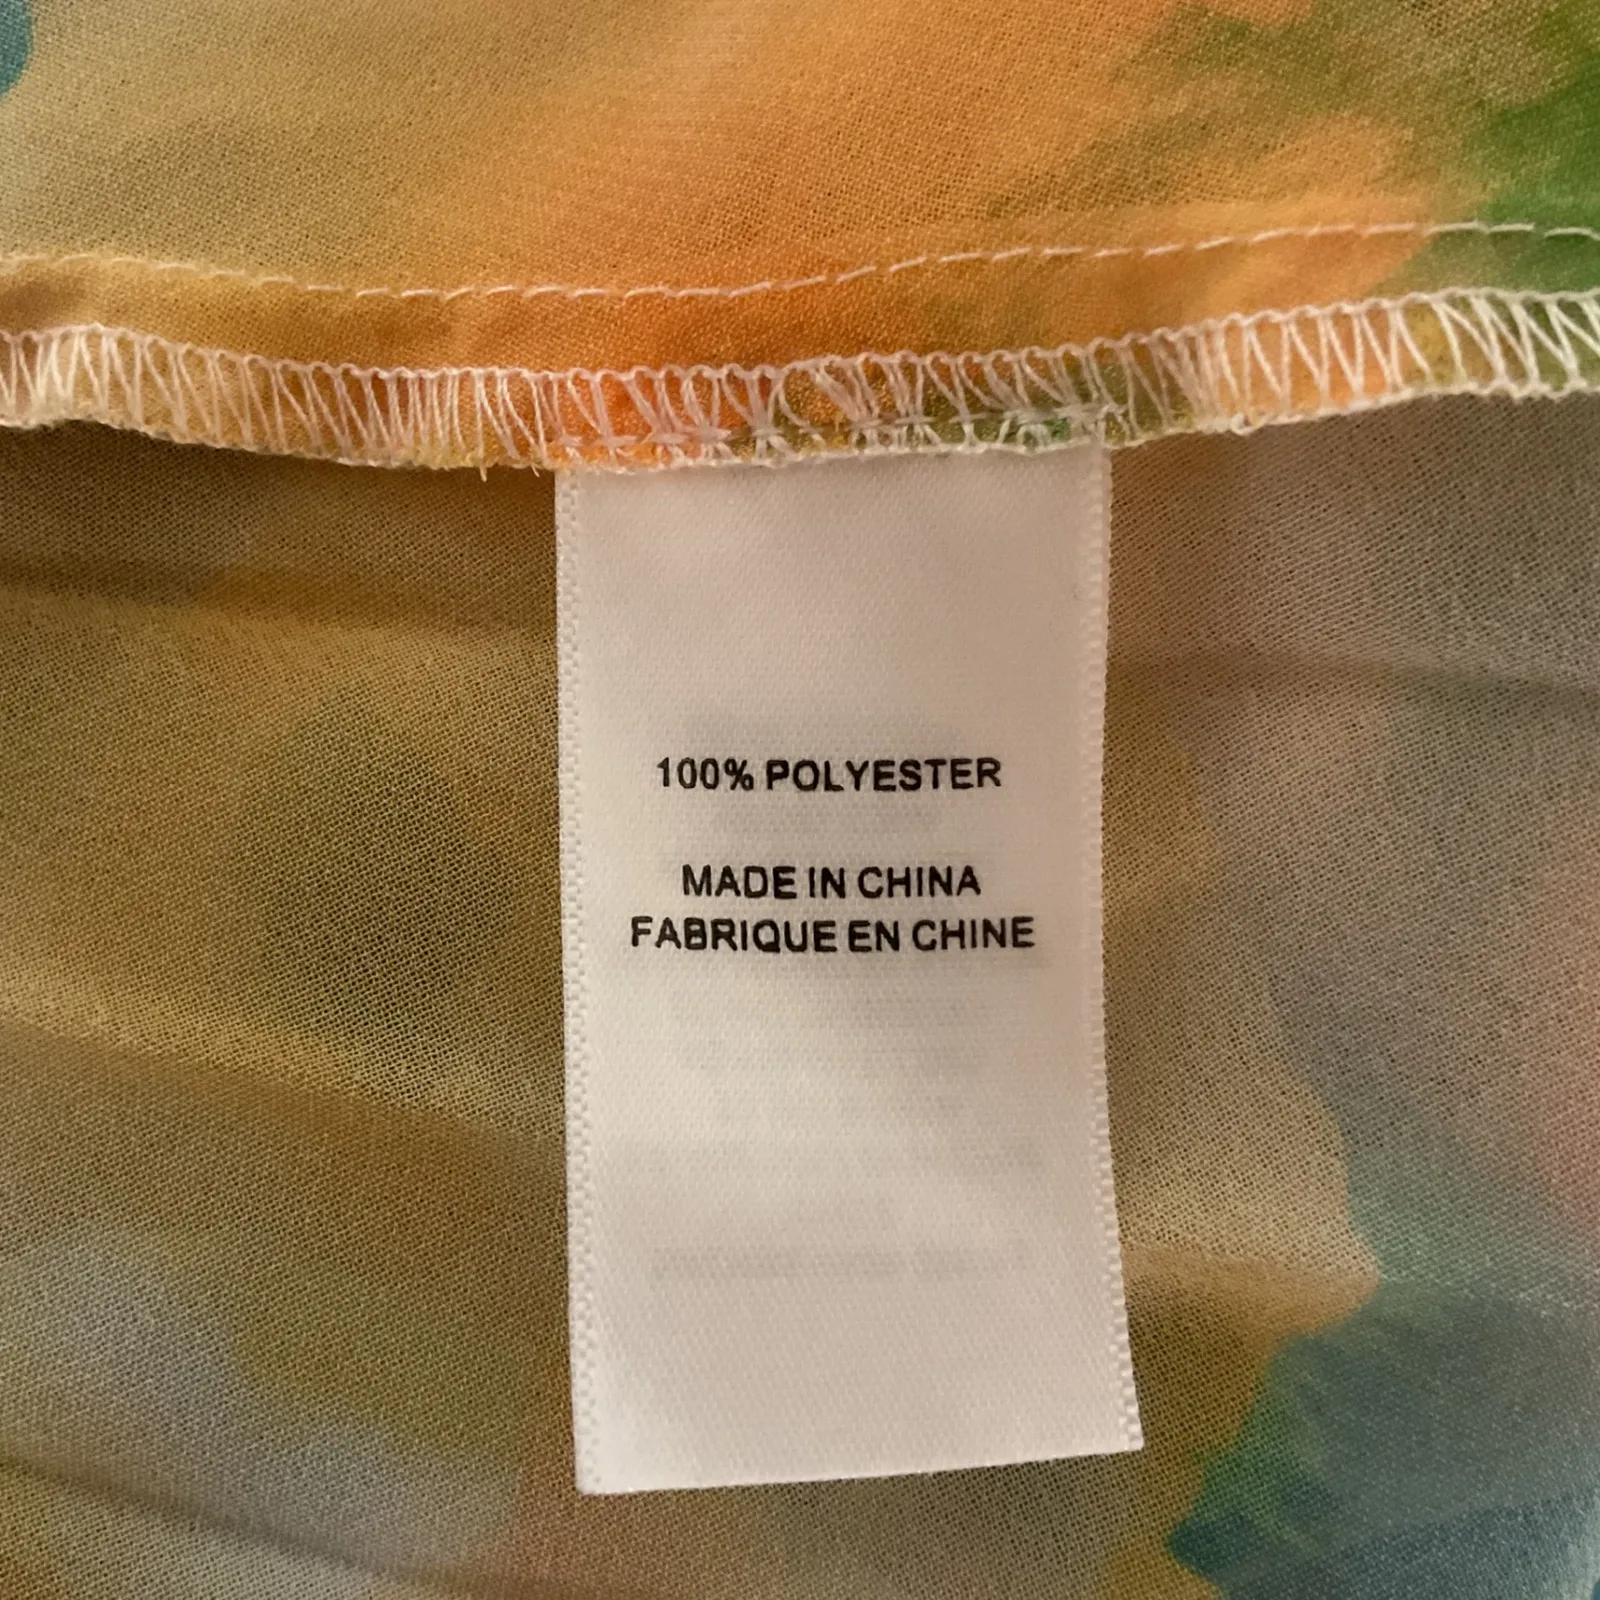 100% POLYESTER
MADE IN CHINA
FABRIQUE EN CHINE